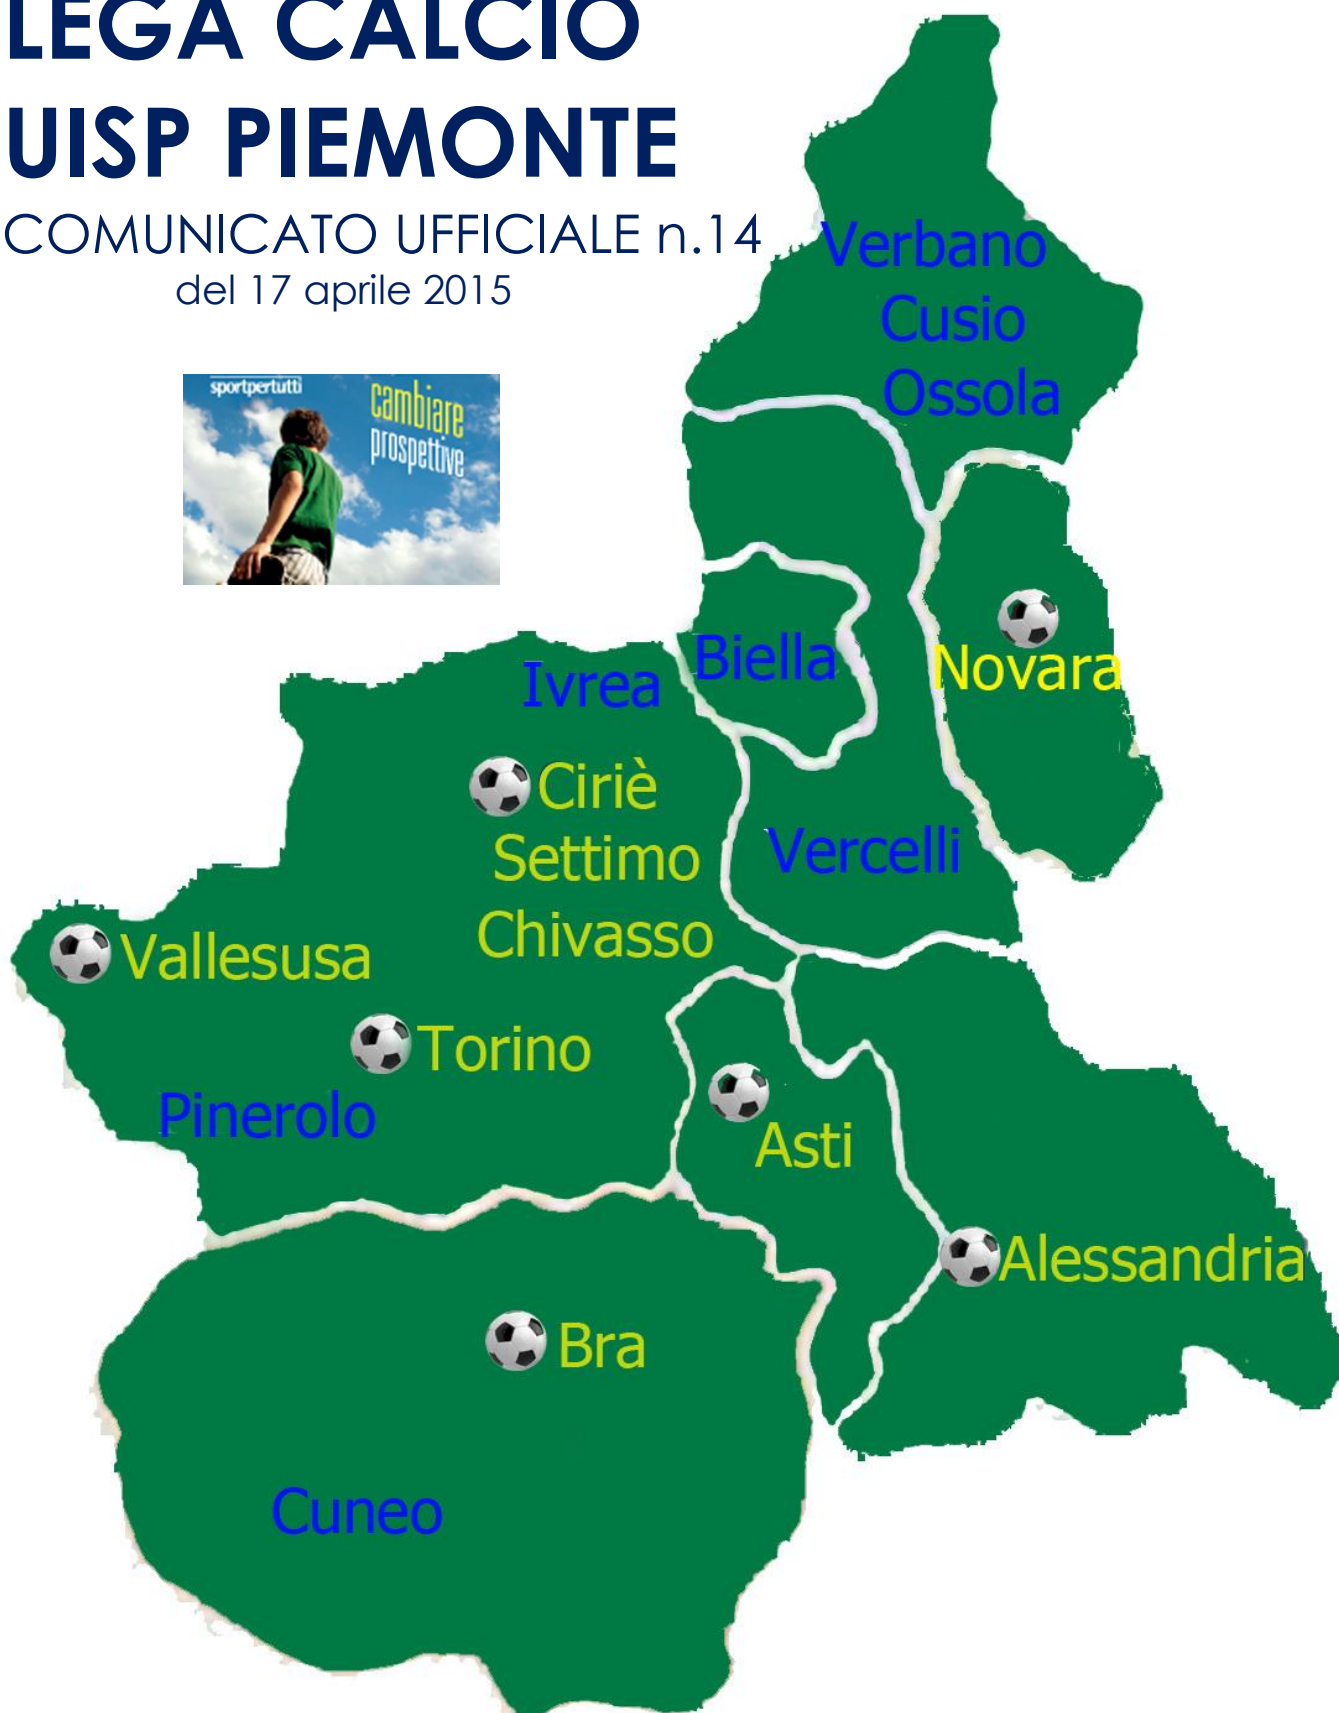 LEGA CALCIO
UISP PIEMONTE
COMUNICATO UFFICIALE n.14
del 17 aprile 2015
sportpertutti
cambiare
prospettive
Verbano
Cusio
Ossola
Biella
Novara
Ivrea
Ciriè
Settimo
Chivasso
Vercelli
Vallesusa
Torino
Pinerolo
Asti
Alessandria
Bra
Cuneo